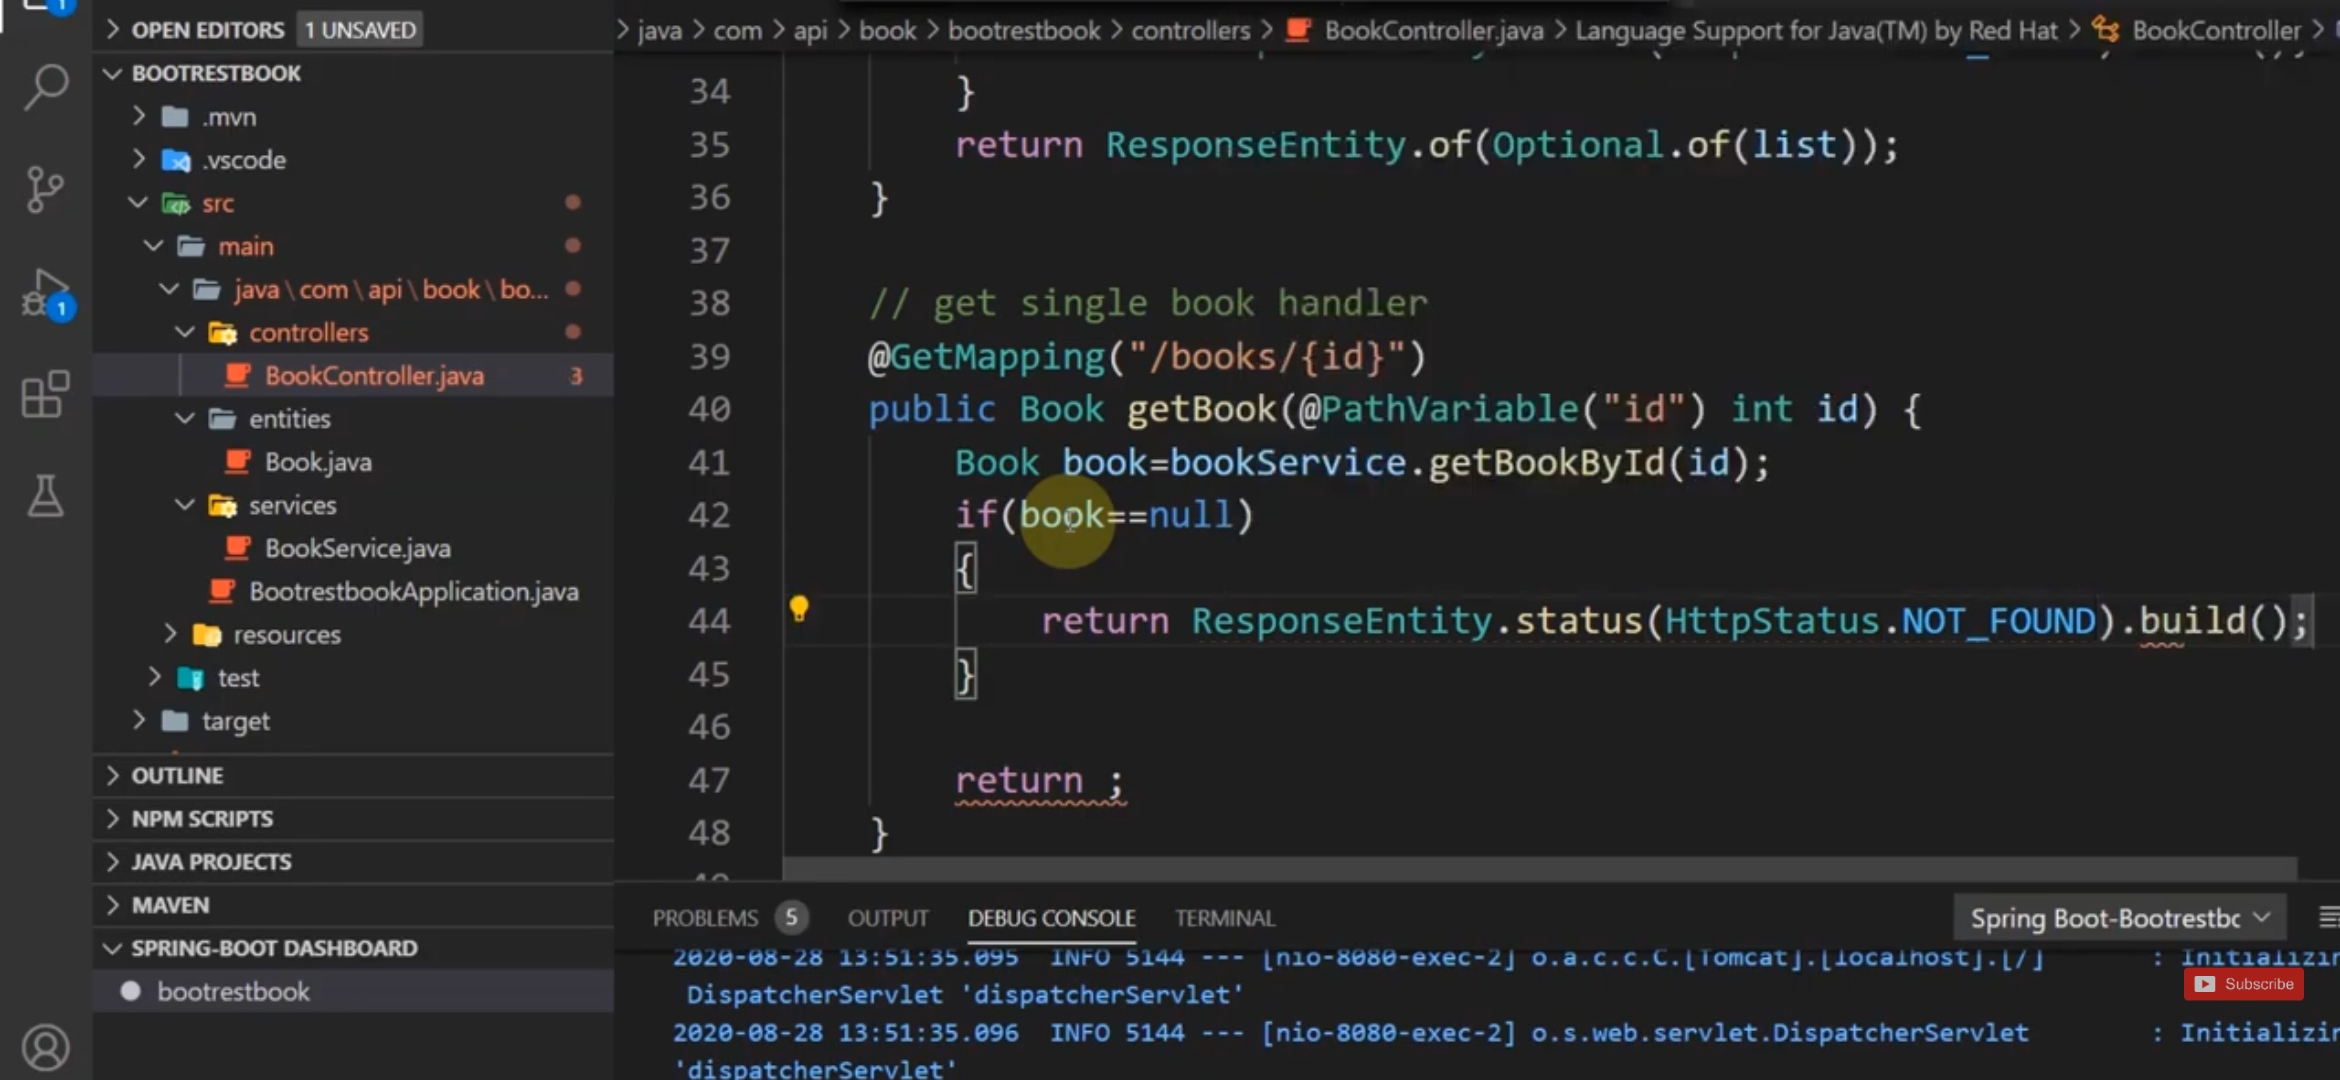 1
OPEN EDITORS 1 UNSAVED
BOOTRESTBOOK
.mvn
.vscode
src
main
java\com\api\book\bo...
controllers
BookController.java 3
entities
Book.java
services
BookService.java
BootrestbookApplication.java
resources
test
target
OUTLINE
NPM SCRIPTS
JAVA PROJECTS
MAVEN
SPRING-BOOT DASHBOARD
bootrestbook
1
> java > com > api > book > bootrestbook > controllers > BookController.java > Language Support for Java(TM) by Red Hat > BookController >
34 }
35 return ResponseEntity.of(Optional.of(list));
36 }
37
38 // get single book handler
39 @GetMapping("/books/{id}")
40 public Book getBook(@PathVariable("id") int id) {
41 Book book=bookService.getBookById(id);
42 if(book==null)
43 {
44 return ResponseEntity.status(HttpStatus.NOT_FOUND).build();
45 }
46
47 return ;
48 }
PROBLEMS 5 OUTPUT DEBUG CONSOLE TERMINAL Spring Boot-Bootrestbc
2020-08-28 13:51:35.095 INFO 5144 --- [nio-8080-exec-2] o.a.c.c.C.[Tomcat].[localhost].[/] : Initializin
DispatcherServlet 'dispatcherServlet'
2020-08-28 13:51:35.096 INFO 5144 --- [nio-8080-exec-2] o.s.web.servlet.DispatcherServlet : Initializin
'dispatcherServlet'
Subscribe